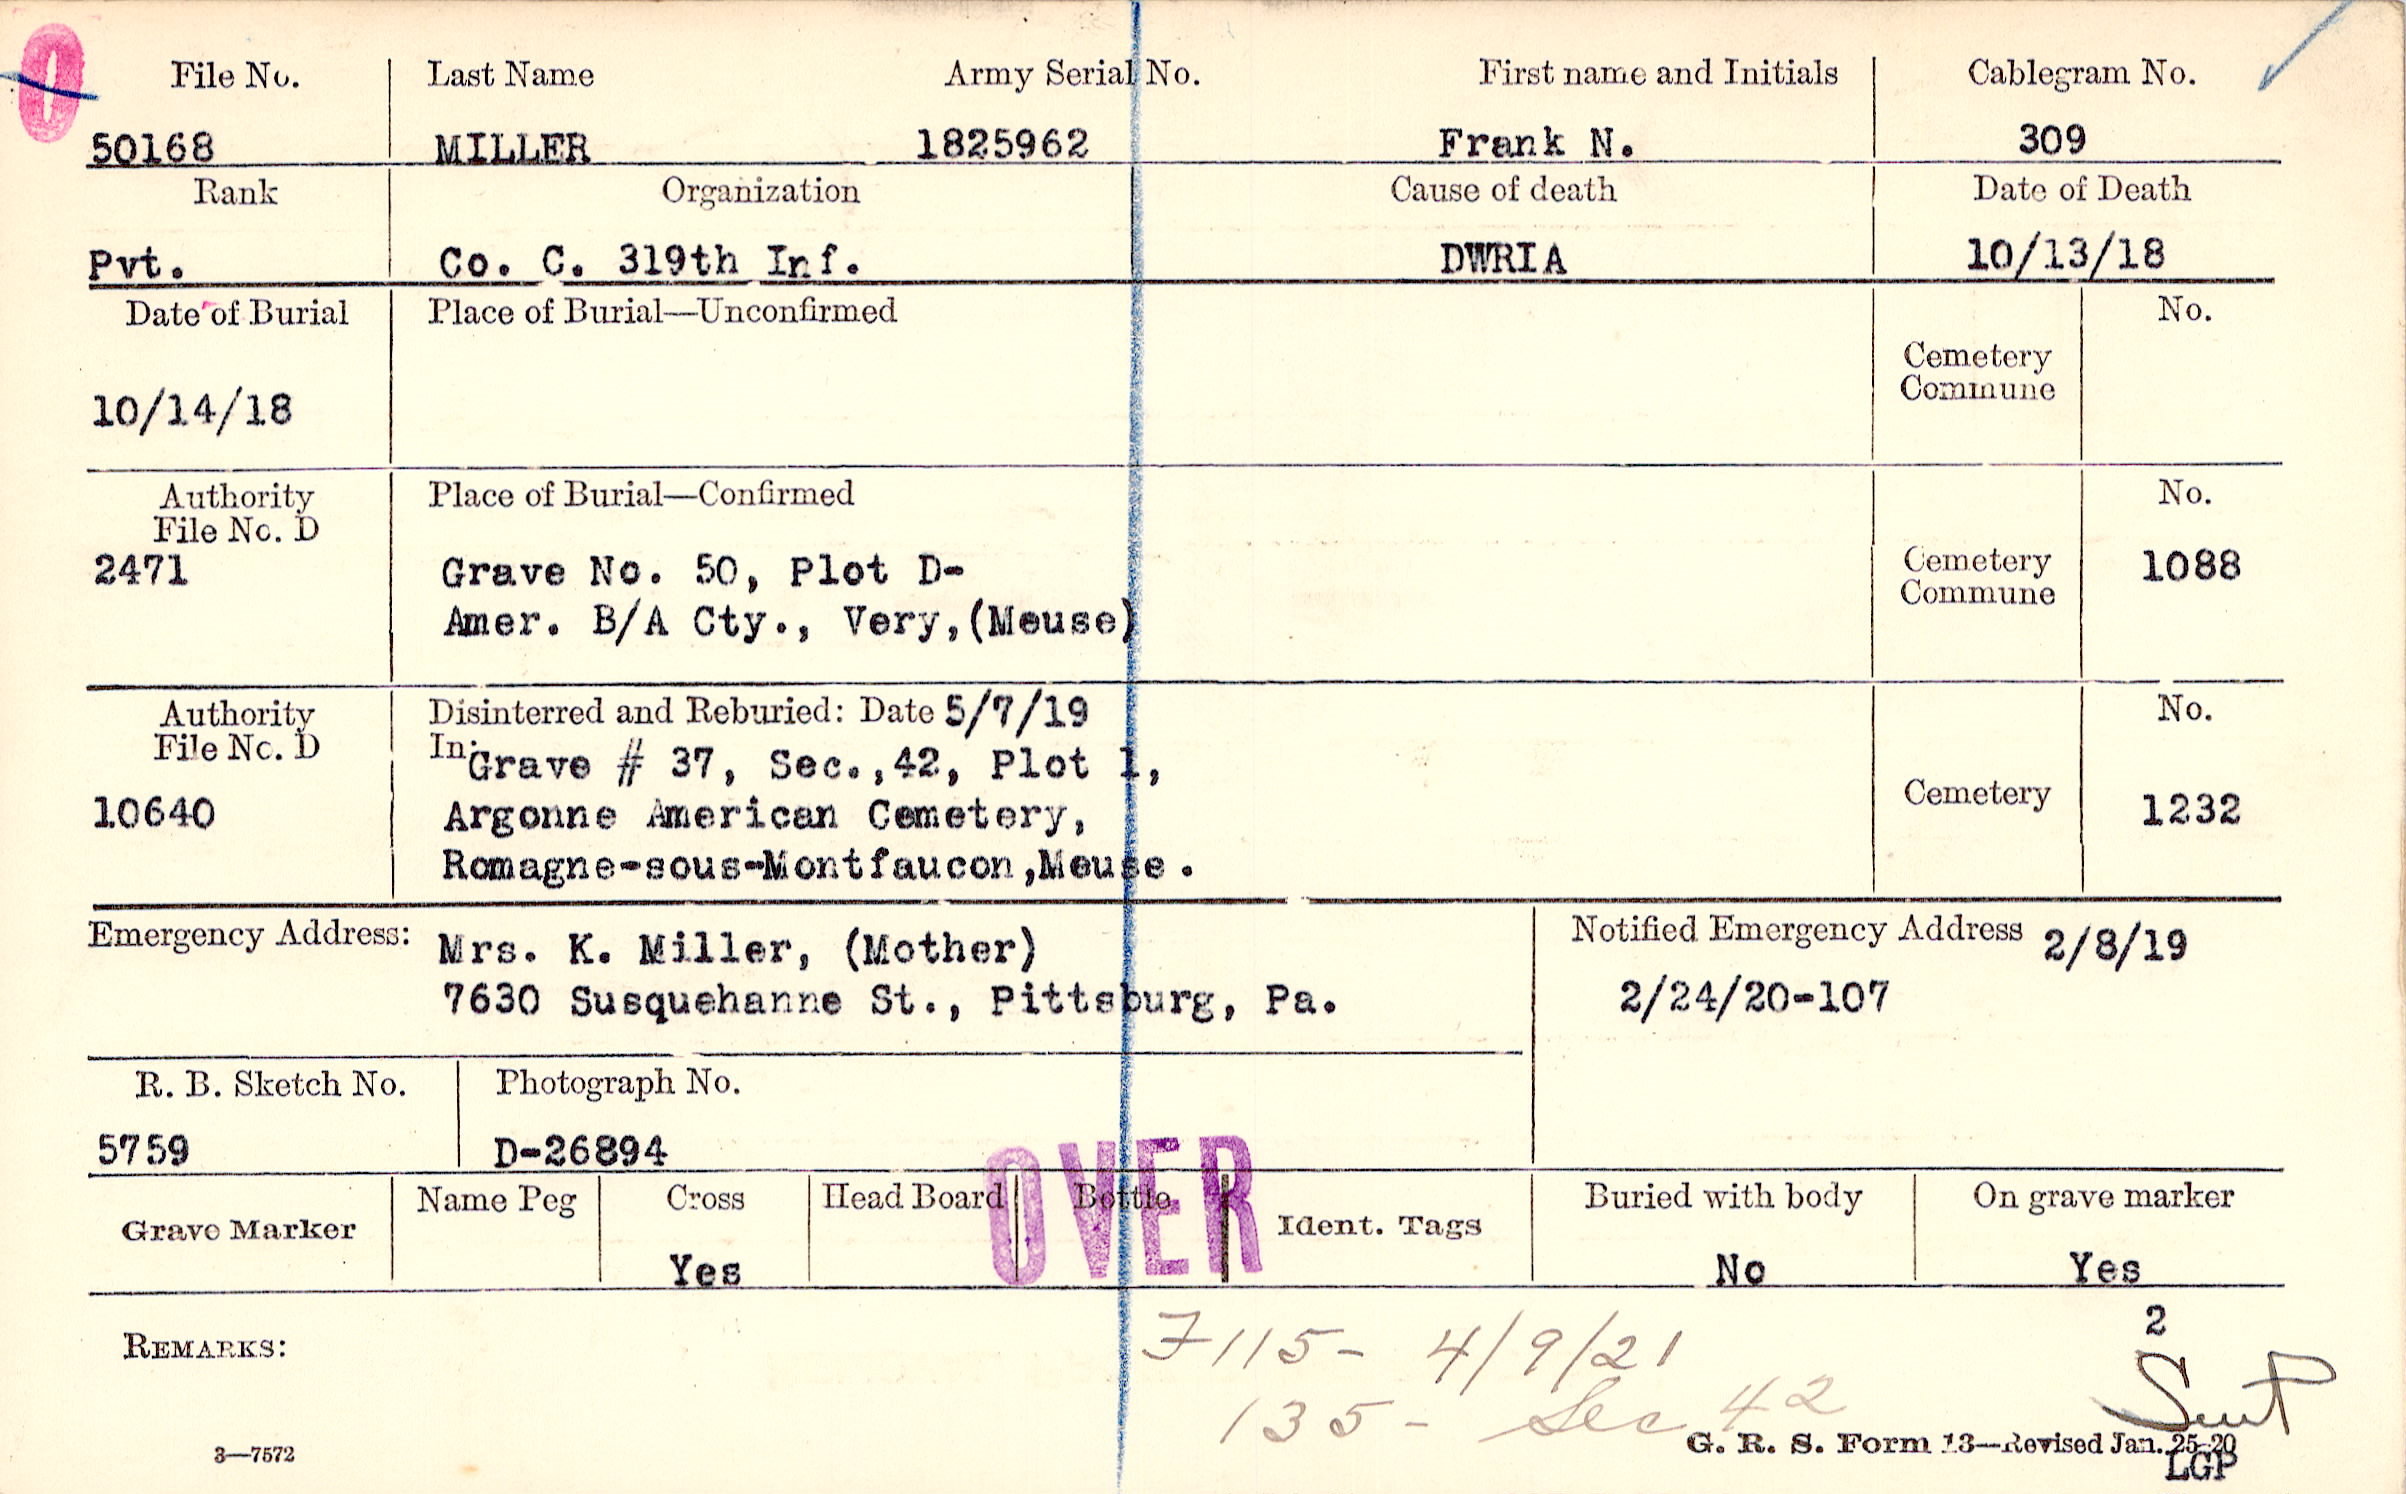 0
File No. Last Name Army Serial No. First name and Initials Cablegram No.
50168 MILLER 1825962 Frank N. 309
Rank Organization Cause of death Date of Death
Pvt. Co. C. 319th Inf. DWRIA 10/13/18
Date of Burial Place of Burial—Unconfirmed No.
Cemetery
Commune
10/14/18
Authority Place of Burial—Confirmed No.
File No. D
2471 Grave No. 50, Plot D- Cemetery 1088
Commune
Amer. B/A Cty., Very,(Meuse)
Authority Disinterred and Reburied: Date 5/7/19 No.
File No. D In: Grave # 37, Sec.,42, Plot 1,
10640 Argonne American Cemetery, Cemetery 1232
Romagne-sous-Montfaucon,Meuse.
Emergency Address: Mrs. K. Miller, (Mother) Notified Emergency Address 2/8/19
7630 Susquehanne St., Pittsburg, Pa. 2/24/20-107
R. B. Sketch No. Photograph No.
5759 D-26894
OVER
Grave Marker Name Peg Cross Head Board Bottle Ident. Tags Buried with body On grave marker
Yes No Yes
2
REMARKS: F115- 4/9/21
135- Sec 42
3—7572 G. R. S. Form 13—Revised Jan. 25-20
LGP